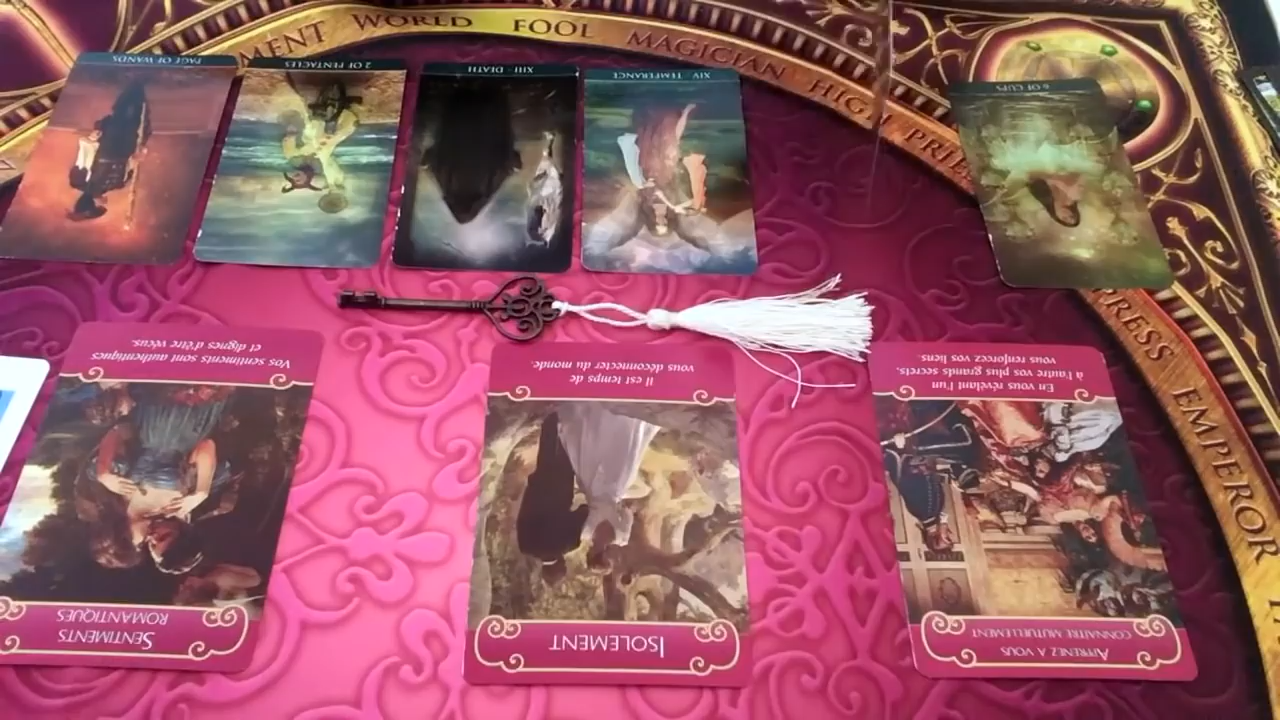 MENT WORLD FOOL MAGICIAN HIGH PRIE
RESS EMPEROR
PAGE OF WANDS
2 OF PENTACLES
XIII - DEATH
XIV TEMPERANCE
6 OF CUPS
Vos sentiments sont authentiques
et dignes d'être vécus.
SENTIMENTS
ROMANTIQUES
Il est temps de
vous déconnecter du monde.
ISOLEMENT
En vous révélant l'un
à l'autre vos plus grands secrets,
vous renforcez vos liens.
APPRENEZ À VOUS
CONNAÎTRE MUTUELLEMENT